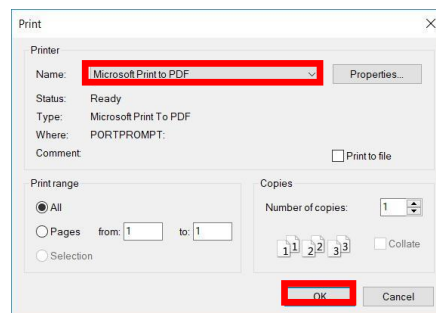 Print
Printer
Name: Microsoft Print to PDF Properties...
Status: Ready
Type: Microsoft Print To PDF
Where: PORTPROMPT:
Comment: Print to file
Print range
All
Pages from: 1 to: 1
Selection
Copies
Number of copies: 1
1 1 2 2 3 3 Collate
OK Cancel